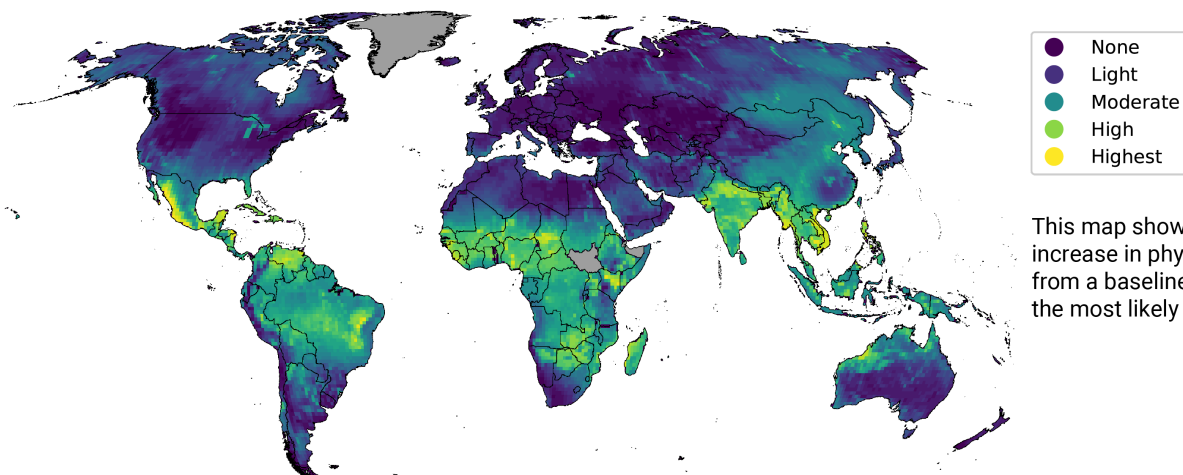 None
Light
Moderate
High
Highest
This map show
increase in phy
from a baseline
the most likely